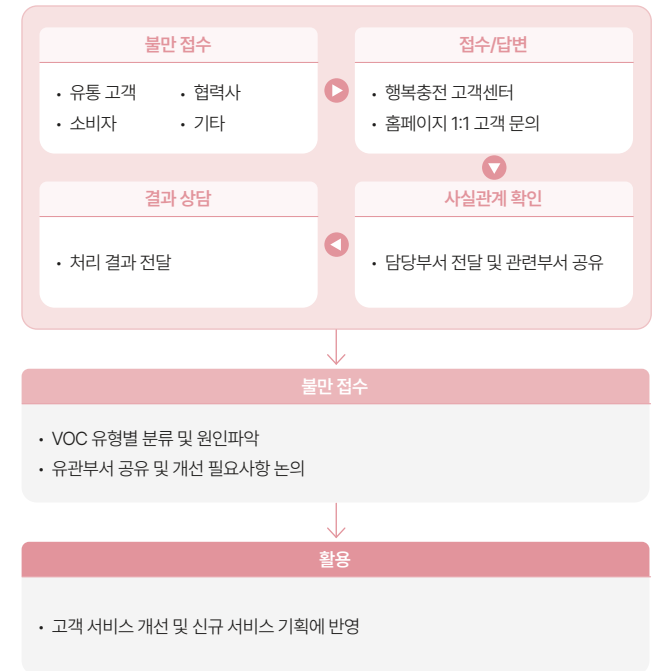 불만 접수
• 유통 고객
• 협력사
• 소비자
• 기타
접수/답변
• 행복충전 고객센터
• 홈페이지 1:1 고객 문의
사실관계 확인
• 담당부서 전달 및 관련부서 공유
결과 상담
• 처리 결과 전달
불만 접수
• VOC 유형별 분류 및 원인파악
• 유관부서 공유 및 개선 필요사항 논의
활용
• 고객 서비스 개선 및 신규 서비스 기획에 반영